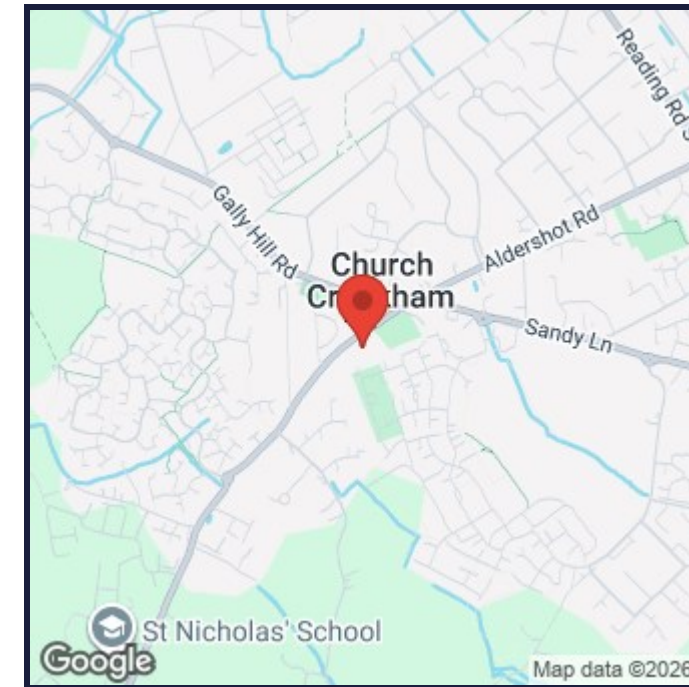 Reading Rd S
Gally Hill Rd
Aldershot Rd
Church
Sandy Ln
St Nicholas' School
Google
Map data ©2026